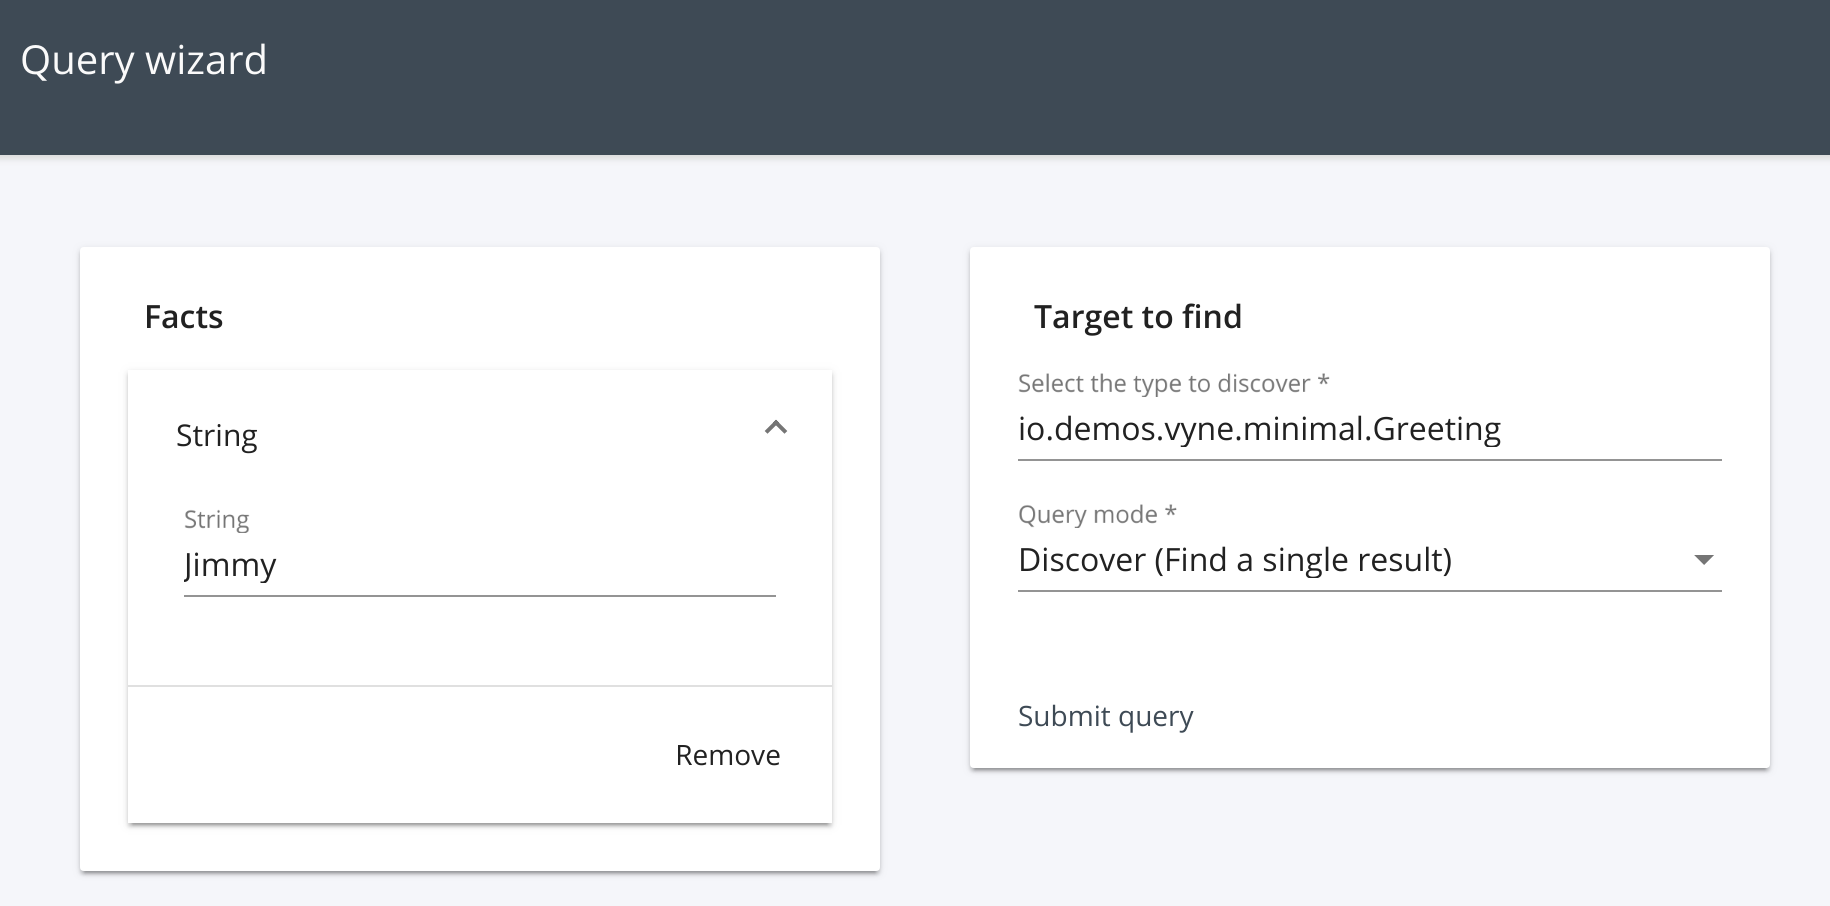 Query wizard
Facts
String
String
Jimmy
Remove
Target to find
Select the type to discover *
io.demos.vyne.minimal.Greeting
Query mode *
Discover (Find a single result)
Submit query